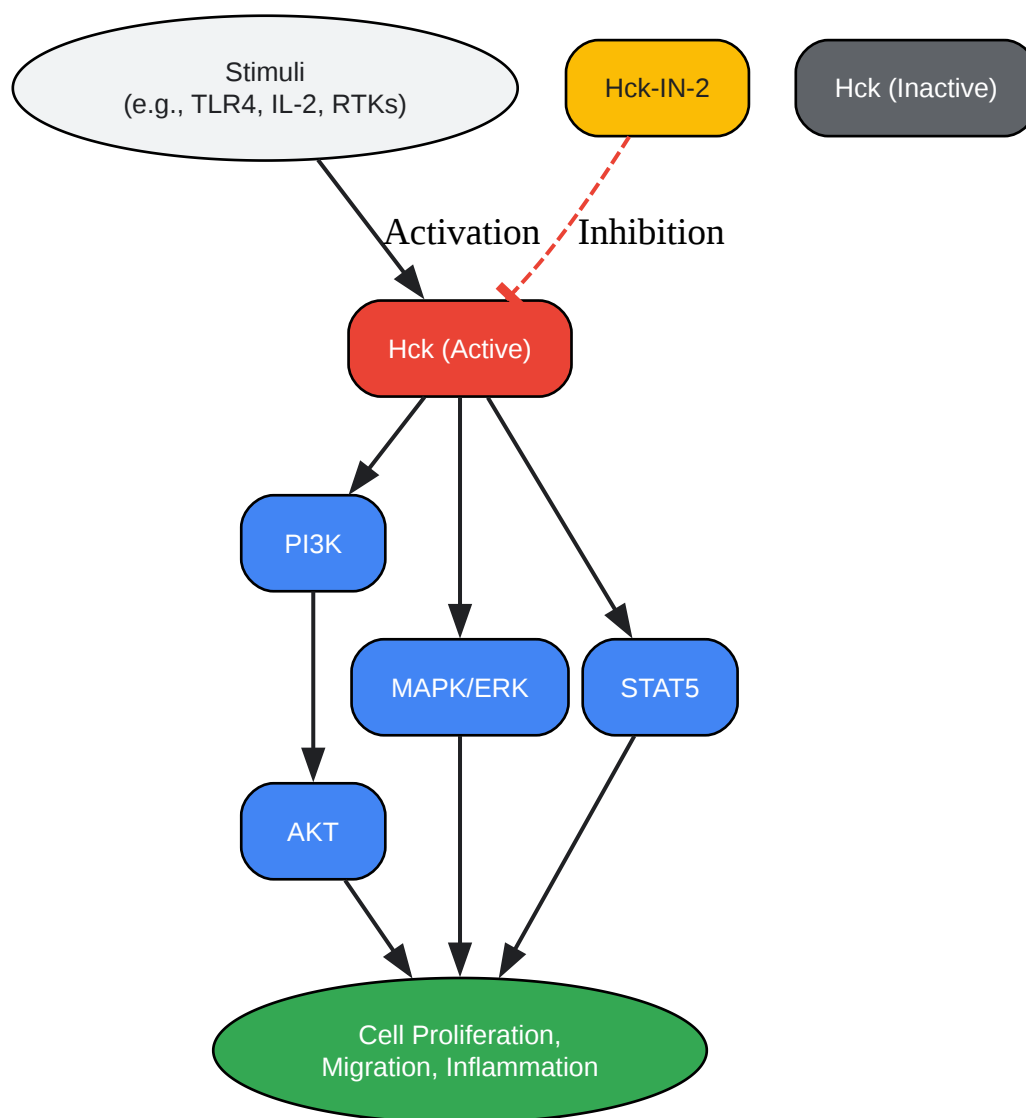 Stimuli
(e.g., TLR4, IL-2, RTKs)
Hck-IN-2
Hck (Inactive)
Activation
Inhibition
Hck (Active)
PI3K
MAPK/ERK
STAT5
AKT
Cell Proliferation,
Migration, Inflammation